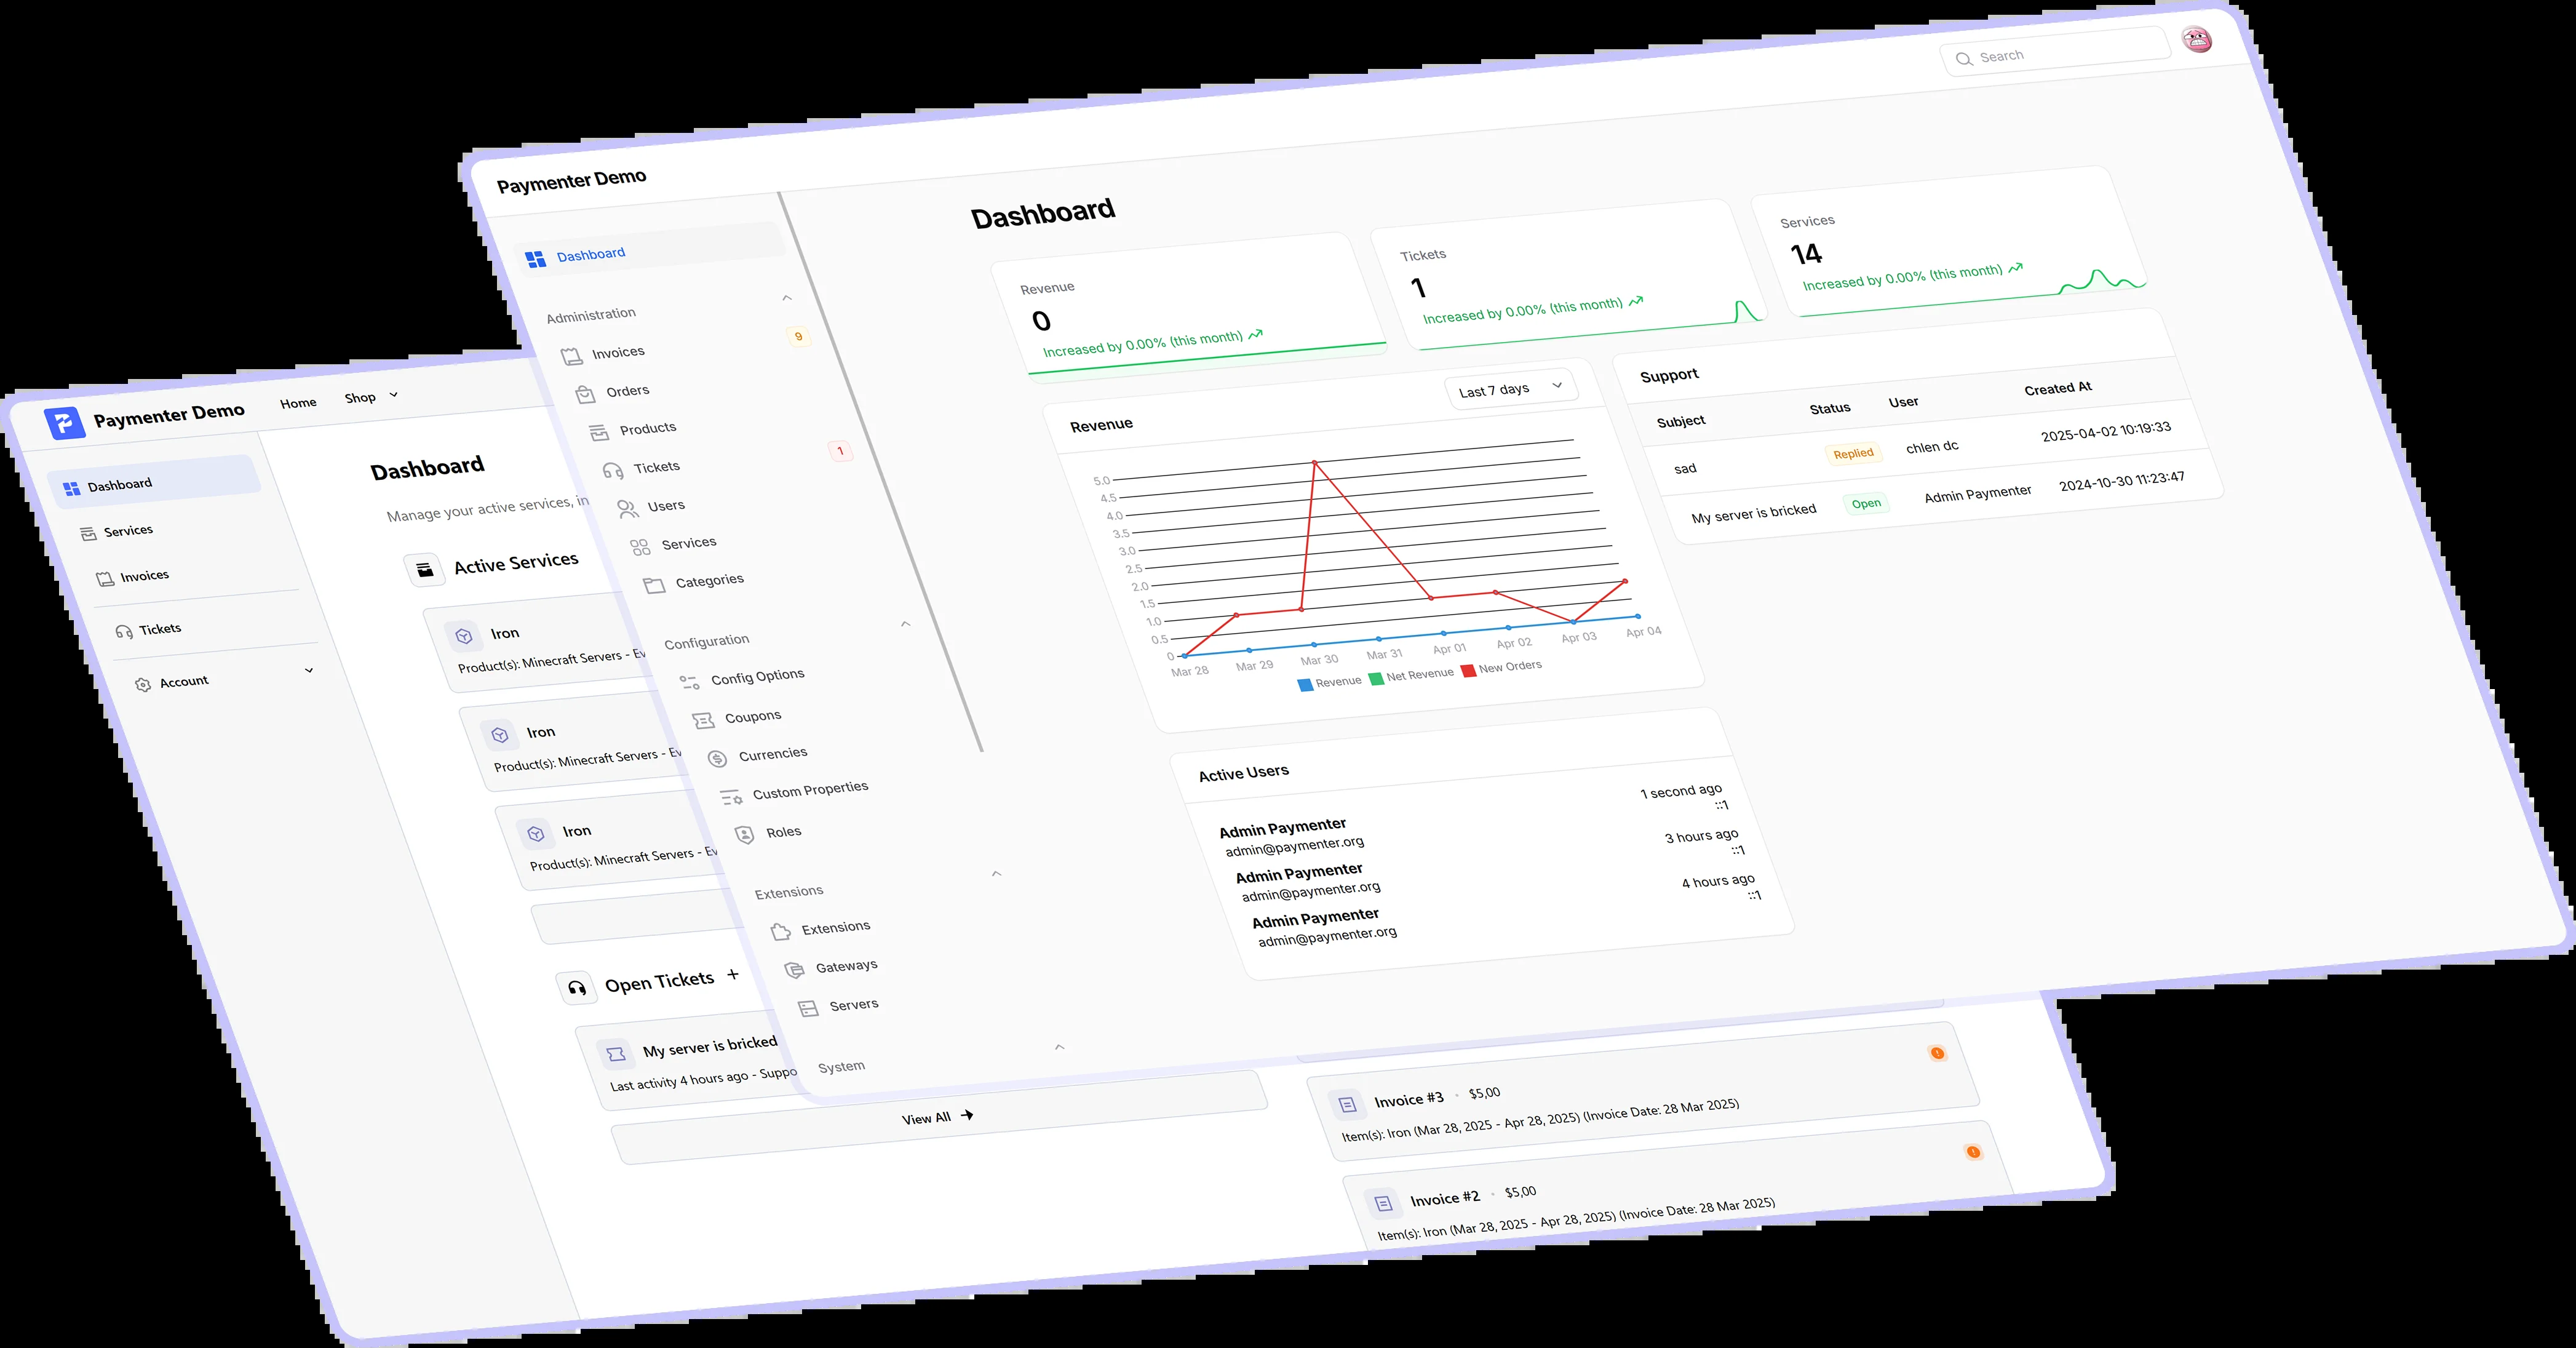 Paymenter Demo
Search
Dashboard
Administration
Invoices 9
Orders
Products
Tickets 1
Users
Services
Categories
Configuration
Config Options
Coupons
Currencies
Custom Properties
Roles
Extensions
Extensions
Gateways
Servers
System
Dashboard
Revenue
0
Increased by 0.00% (this month)
Tickets
1
Increased by 0.00% (this month)
Services
14
Increased by 0.00% (this month)
Revenue
Last 7 days
5.0
4.5
4.0
3.5
3.0
2.5
2.0
1.5
1.0
0.5
0
Mar 28 Mar 29 Mar 30 Mar 31 Apr 01 Apr 02 Apr 03 Apr 04
Revenue Net Revenue New Orders
Support
Subject Status User Created At
sad Replied chlen dc 2025-04-02 10:19:33
My server is bricked Open Admin Paymenter 2024-10-30 11:23:47
Active Users
Admin Paymenter 1 second ago
admin@paymenter.org ::1
Admin Paymenter 3 hours ago
admin@paymenter.org ::1
Admin Paymenter 4 hours ago
admin@paymenter.org ::1
Paymenter Demo Home Shop
Dashboard
Services
Invoices
Tickets
Account
Dashboard
Manage your active services, in
Active Services
Iron
Product(s): Minecraft Servers - Ev
Iron
Product(s): Minecraft Servers - Ev
Iron
Product(s): Minecraft Servers - Ev
Open Tickets +
My server is bricked
Last activity 4 hours ago - Suppo
View All
Invoice #3 • $5,00
Item(s): Iron (Mar 28, 2025 - Apr 28, 2025) (Invoice Date: 28 Mar 2025)
Invoice #2 • $5,00
Item(s): Iron (Mar 28, 2025 - Apr 28, 2025) (Invoice Date: 28 Mar 2025)